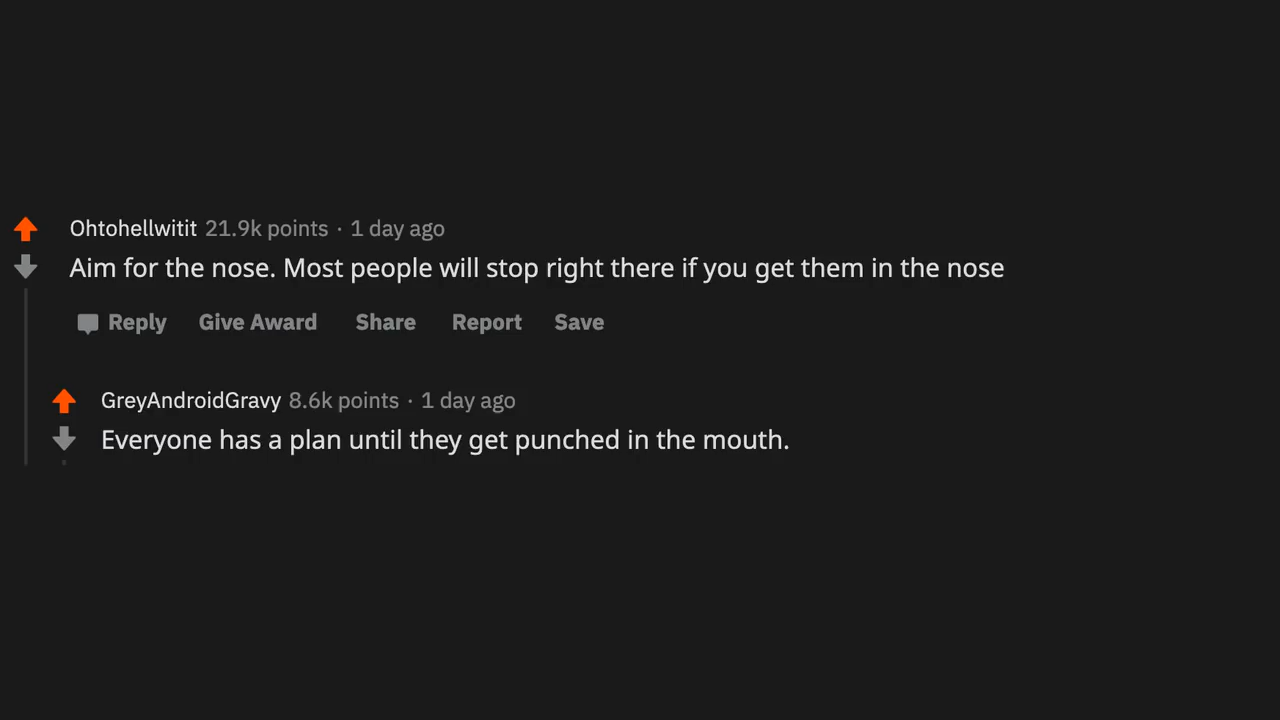 Ohtohellwitit 21.9k points · 1 day ago
Aim for the nose. Most people will stop right there if you get them in the nose
Reply Give Award Share Report Save
GreyAndroidGravy 8.6k points · 1 day ago
Everyone has a plan until they get punched in the mouth.